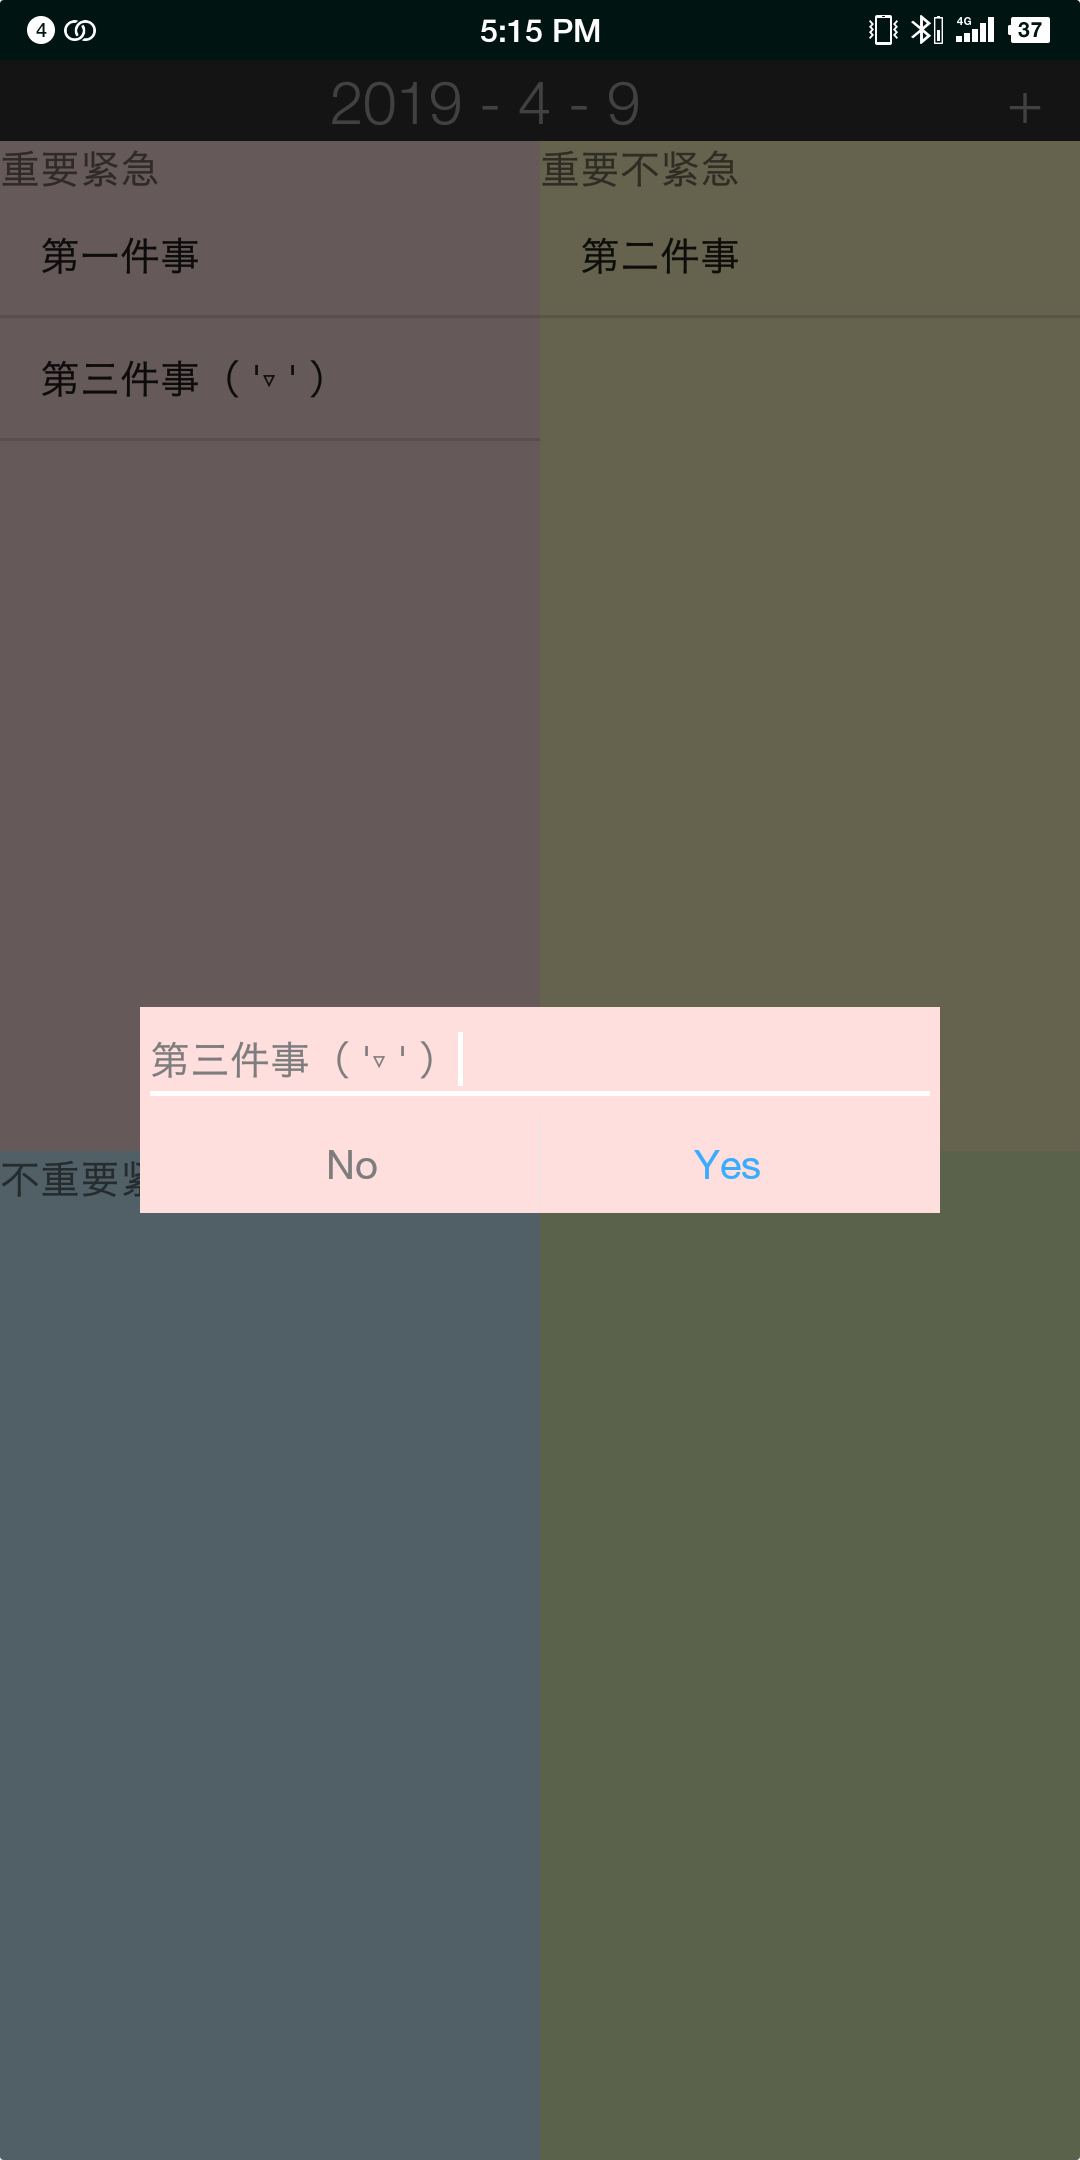 4 5:15 PM 4G 37
2019 - 4 - 9 +
重要紧急
重要不紧急
第一件事
第二件事
第三件事（ '▿ ' ）
第三件事（ '▿ ' ）
No Yes
不重要